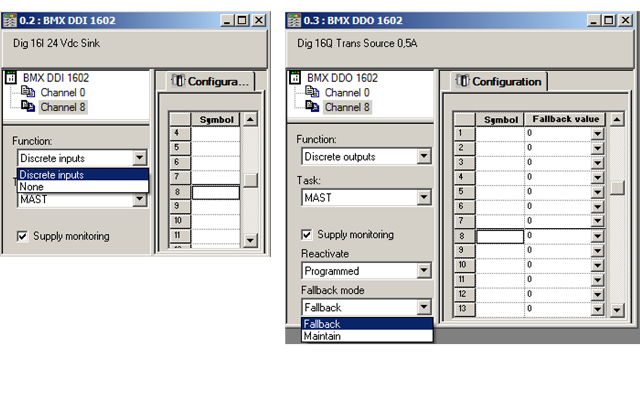 0.2 : BMX DDI 1602
Dig 16I 24 Vdc Sink
BMX DDI 1602
Channel 0
Channel 8
Configura...
Function:
Discrete inputs
Discrete inputs
None
MAST
Supply monitoring
Symbol
4
5
6
7
8
9
10
11
0.3 : BMX DDO 1602
Dig 16Q Trans Source 0,5A
BMX DDO 1602
Channel 0
Channel 8
Configuration
Function:
Discrete outputs
Task:
MAST
Supply monitoring
Reactivate
Programmed
Fallback mode
Fallback
Fallback
Maintain
Symbol Fallback value
1 0
2 0
3 0
4 0
5 0
6 0
7 0
8 0
9 0
10 0
11 0
12 0
13 0